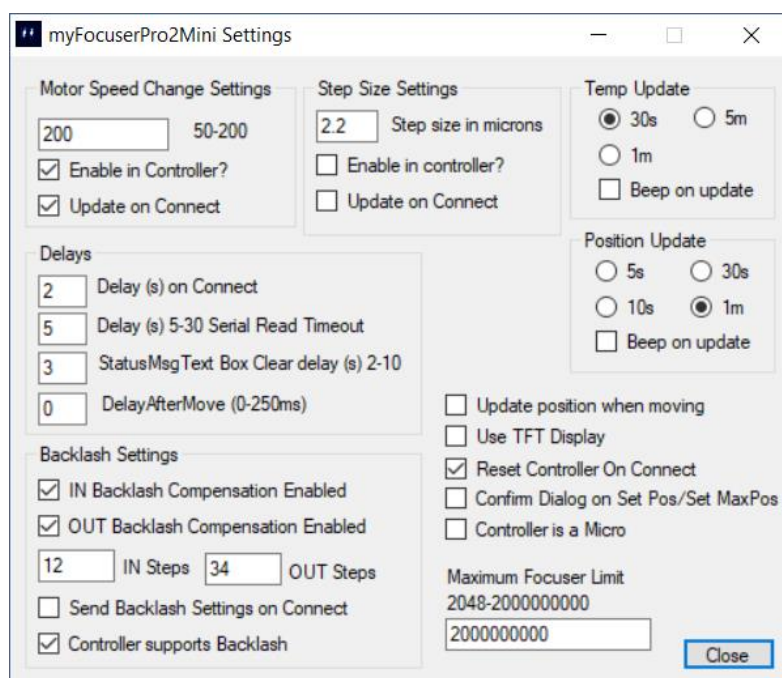 myFocuserPro2Mini Settings
Motor Speed Change Settings
200 50-200
Enable in Controller?
Update on Connect
Step Size Settings
2.2 Step size in microns
Enable in controller?
Update on Connect
Temp Update
30s 5m
1m
Beep on update
Position Update
5s 30s
10s 1m
Beep on update
Delays
2 Delay (s) on Connect
5 Delay (s) 5-30 Serial Read Timeout
3 StatusMsgText Box Clear delay (s) 2-10
0 DelayAfterMove (0-250ms)
Update position when moving
Use TFT Display
Reset Controller On Connect
Confirm Dialog on Set Pos/Set MaxPos
Controller is a Micro
Backlash Settings
IN Backlash Compensation Enabled
OUT Backlash Compensation Enabled
12 IN Steps 34 OUT Steps
Send Backlash Settings on Connect
Controller supports Backlash
Maximum Focuser Limit
2048-2000000000
2000000000
Close